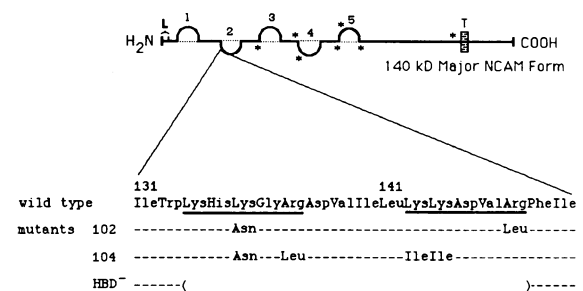 L 1 2 3 4 5 T
H₂N COOH
* * * * * * *
140 kD Major NCAM Form
131 141
wild type IleTrpLysHisLysGlyArgAspValIleLeuLysLysAspValArgPheIle
mutants 102 ------------Asn---------------------------------Leu------
104 ------------Asn--Leu------------IleIle---------------
HBD⁻ ------( )------